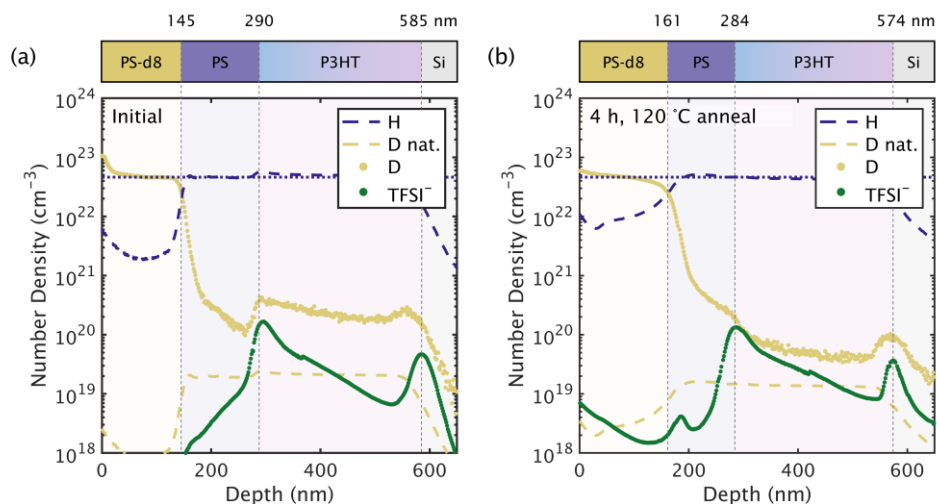 145 290 585 nm
(a)
PS-d8 PS P3HT Si
10^24
10^23
10^22
10^21
10^20
10^19
10^18
Number Density (cm⁻³)
Initial
H
D nat.
D
TFSI⁻
0 200 400 600
Depth (nm)
161 284 574 nm
(b)
PS-d8 PS P3HT Si
10^24
10^23
10^22
10^21
10^20
10^19
10^18
Number Density (cm⁻³)
4 h, 120 ˚C anneal
H
D nat.
D
TFSI⁻
0 200 400 600
Depth (nm)